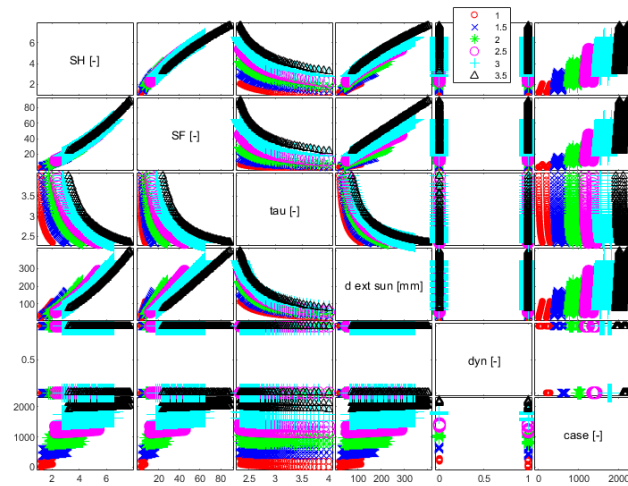 1
1.5
2
2.5
3
3.5
SH [-]
6
4
2
SF [-]
80
60
40
20
tau [-]
3.5
3
2.5
d ext sun [mm]
300
200
100
dyn [-]
0.5
case [-]
2000
1000
0
2 4 6
0 20 40 60 80
2.5 3 3.5 4
100 200 300
0 0.5 1
0 1000 2000